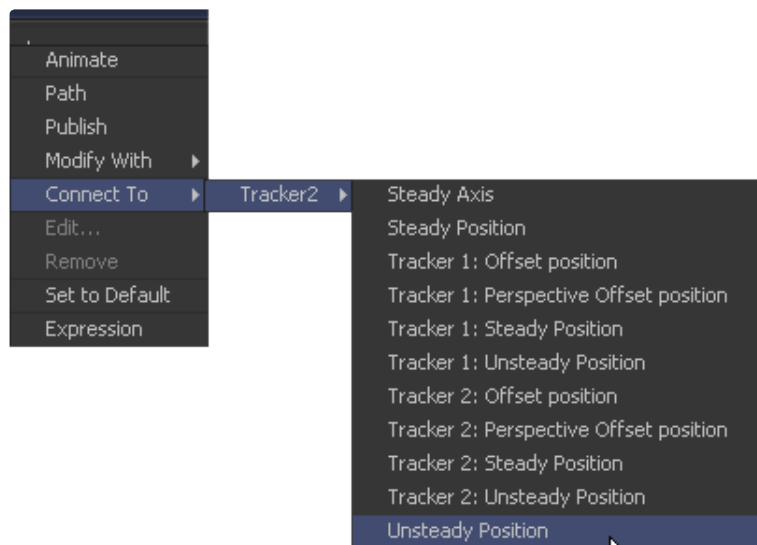 Animate
Path
Publish
Modify With
Connect To
Edit...
Remove
Set to Default
Expression
Tracker2
Steady Axis
Steady Position
Tracker 1: Offset position
Tracker 1: Perspective Offset position
Tracker 1: Steady Position
Tracker 1: Unsteady Position
Tracker 2: Offset position
Tracker 2: Perspective Offset position
Tracker 2: Steady Position
Tracker 2: Unsteady Position
Unsteady Position